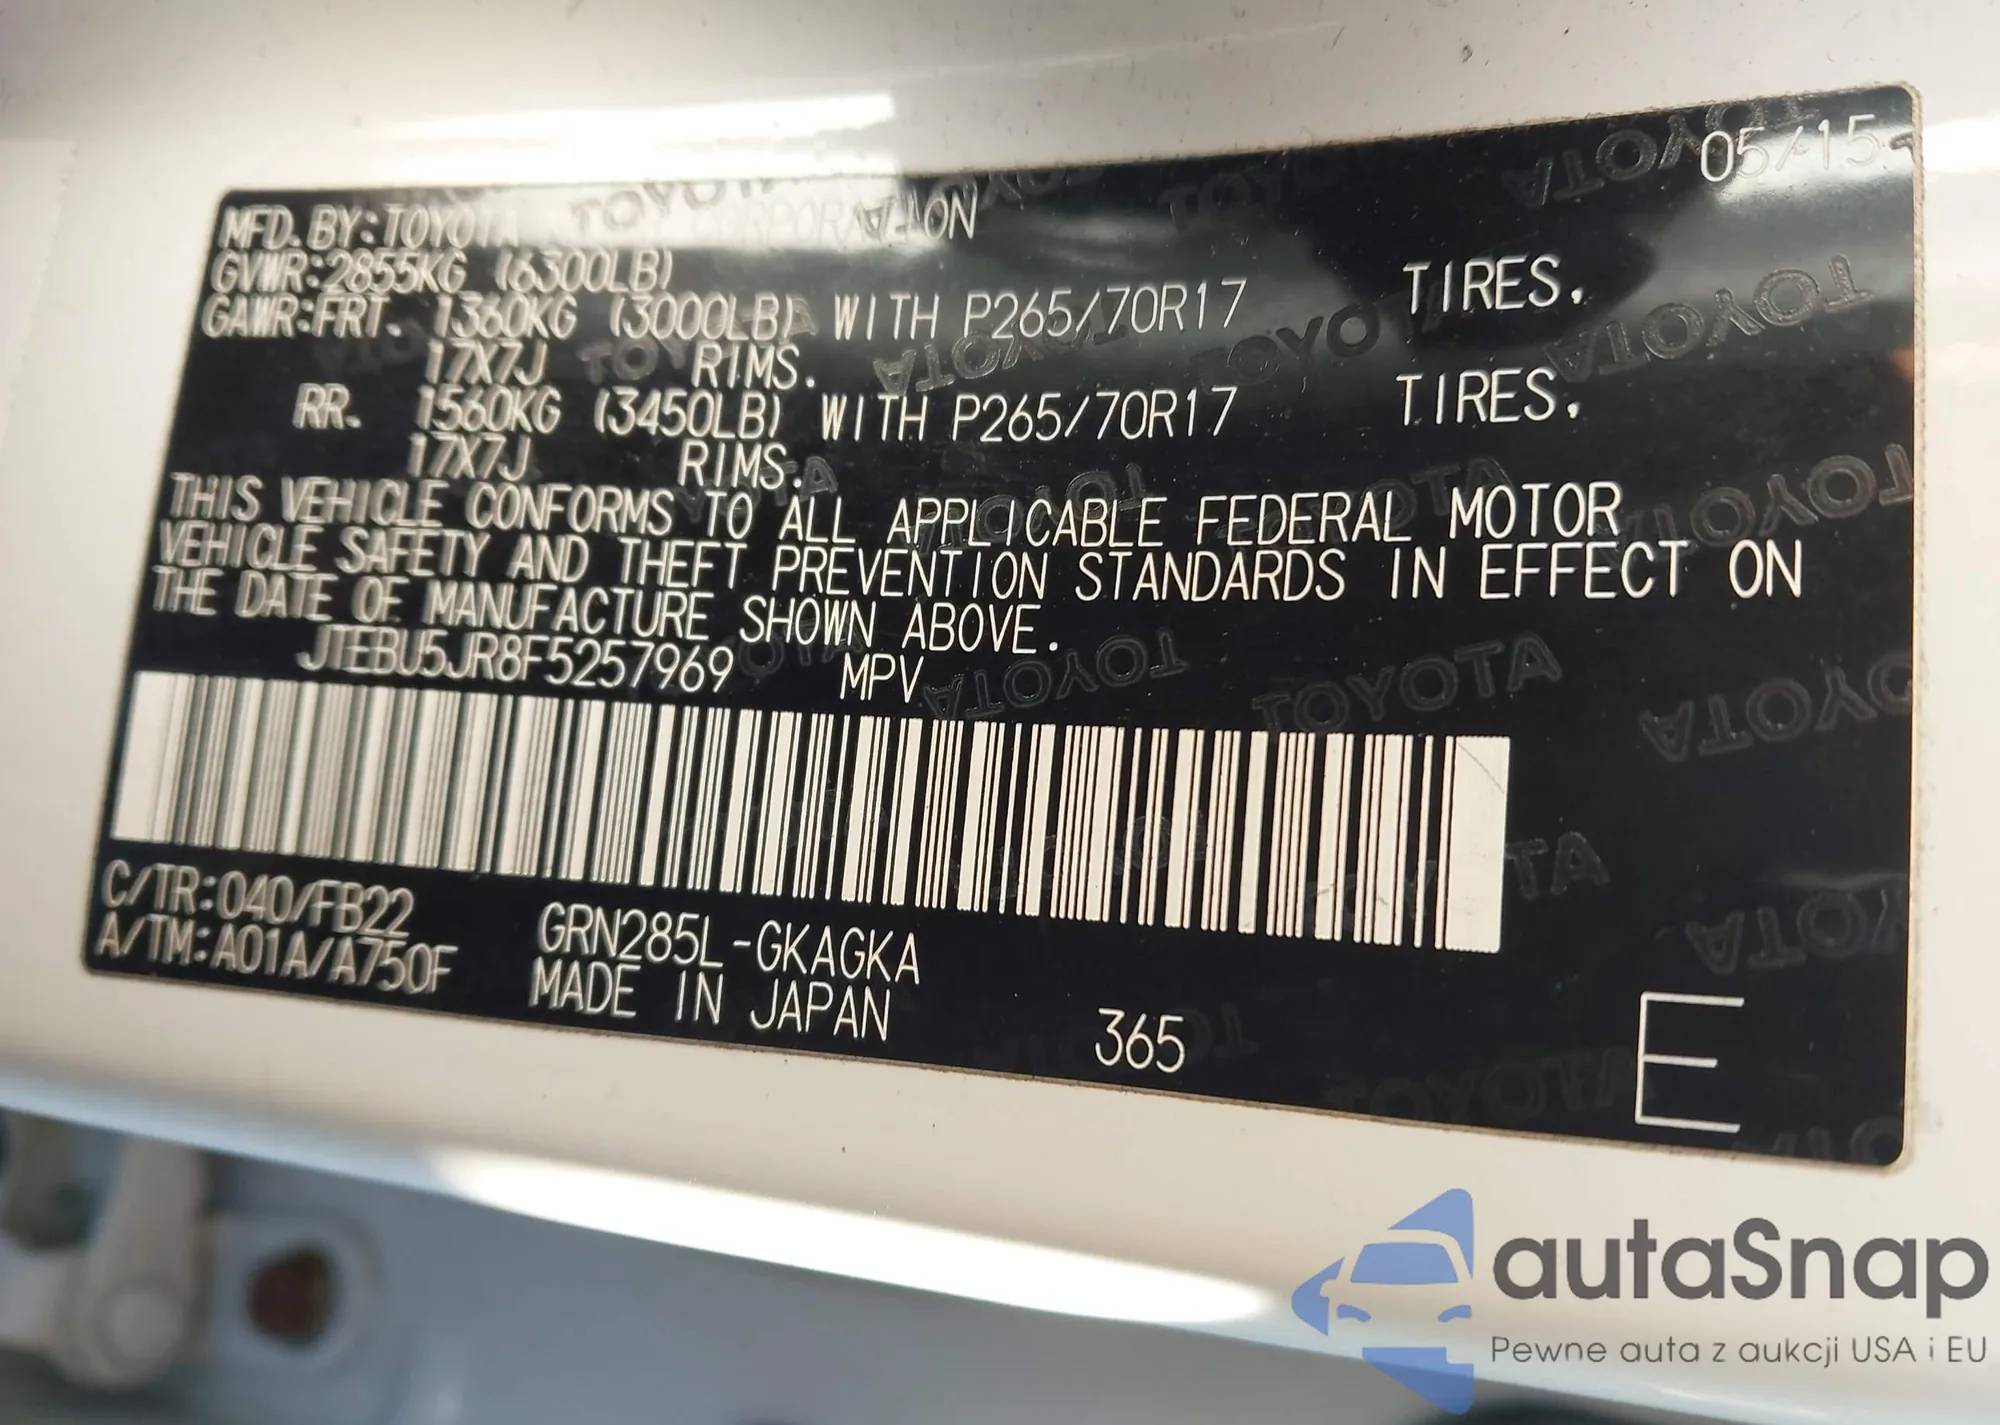 05/15
MFD. BY: TOYOTA CORPORATION
GVWR: 2855KG (6300LB)
GAWR: FRT. 1360KG (3000LB) WITH P265/70R17 TIRES,
17X7J RIMS.
RR. 1560KG (3450LB) WITH P265/70R17 TIRES,
17X7J RIMS.
THIS VEHICLE CONFORMS TO ALL APPLICABLE FEDERAL MOTOR
VEHICLE SAFETY AND THEFT PREVENTION STANDARDS IN EFFECT ON
THE DATE OF MANUFACTURE SHOWN ABOVE.
JTEBU5JR8F5257969 MPV
C/TR: 040/FB22
A/TM: A01A/A750F
GRN285L-GKAGKA
MADE IN JAPAN
365
E
autaSnap
Pewne auta z aukcji USA i EU